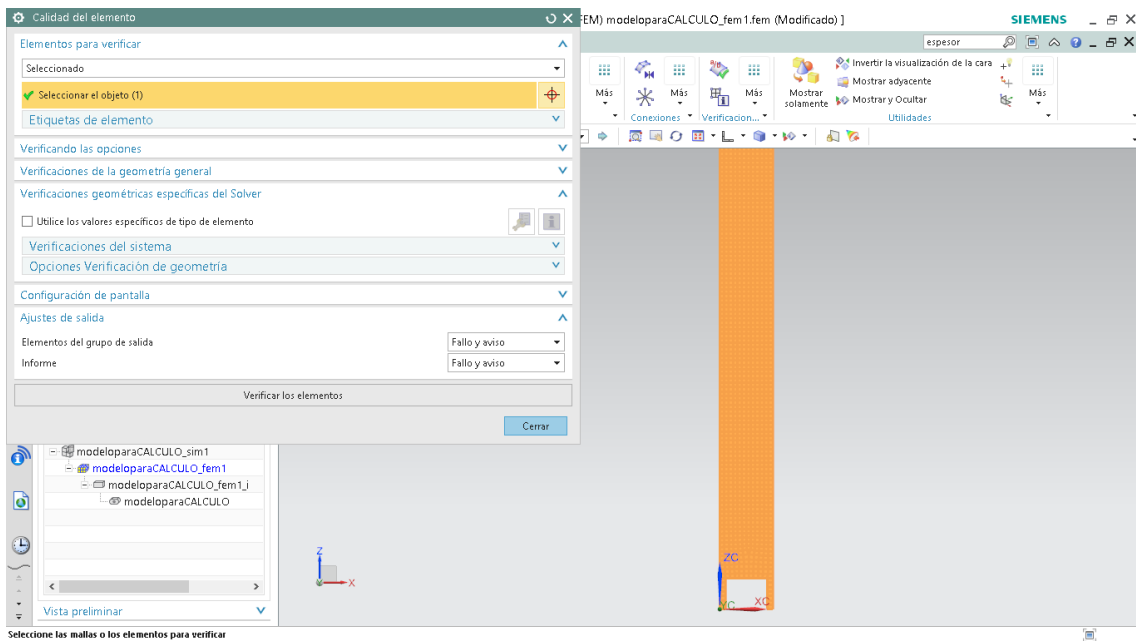 Calidad del elemento
FEM) modeloparaCALCULO_fem1.fem (Modificado) ]
SIEMENS
Elementos para verificar
espesor
Seleccionado
Invertir la visualización de la cara
Seleccionar el objeto (1)
Más
Más
Más
Mostrar solamente
Mostrar adyacente
Mostrar y Ocultar
Más
Etiquetas de elemento
Conexiones
Verificacion...
Utilidades
Verificando las opciones
Verificaciones de la geometría general
Verificaciones geométricas específicas del Solver
Utilice los valores específicos de tipo de elemento
Verificaciones del sistema
Opciones Verificación de geometría
Configuración de pantalla
Ajustes de salida
Elementos del grupo de salida
Fallo y aviso
Informe
Fallo y aviso
Verificar los elementos
Cerrar
modeloparaCALCULO_sim1
modeloparaCALCULO_fem1
modeloparaCALCULO_fem1_i
modeloparaCALCULO
Z
X
ZC
YC
XC
Vista preliminar
Seleccione las mallas o los elementos para verificar